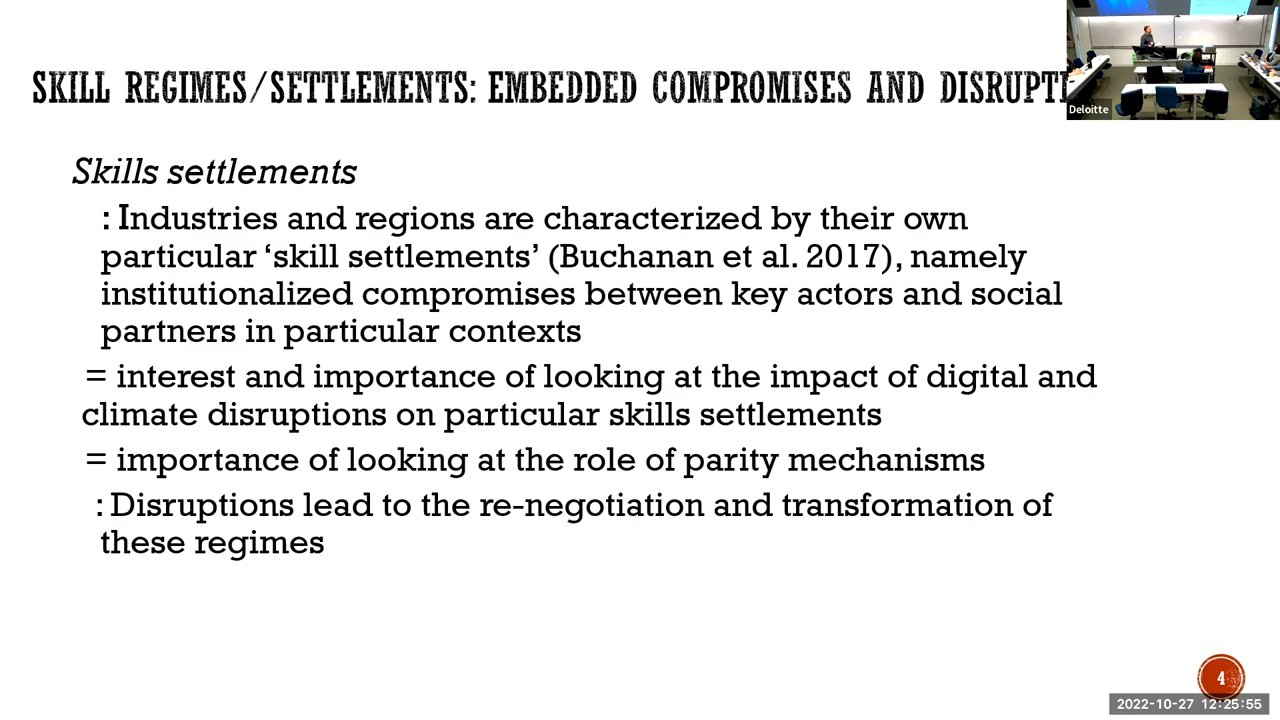 SKILL REGIMES/SETTLEMENTS: EMBEDDED COMPROMISES AND
Deloitte
Skills settlements
: Industries and regions are characterized by their own
particular ‘skill settlements’ (Buchanan et al. 2017), namely
institutionalized compromises between key actors and social
partners in particular contexts
= interest and importance of looking at the impact of digital and
climate disruptions on particular skills settlements
= importance of looking at the role of parity mechanisms
: Disruptions lead to the re-negotiation and transformation of
these regimes
4
2022-10-27 12:25:55